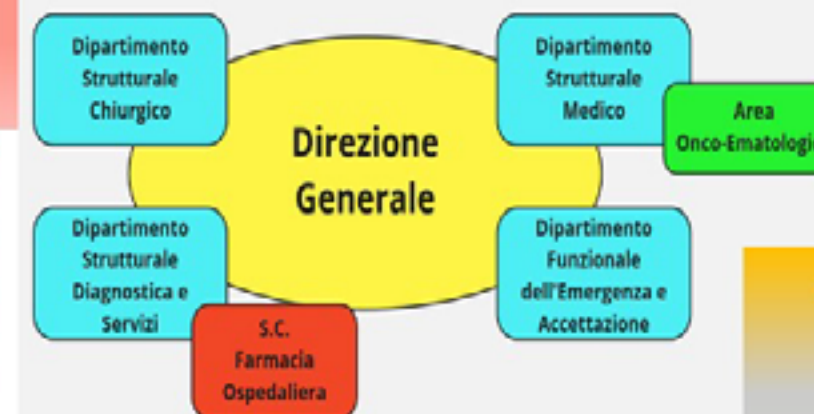 Dipartimento
Strutturale
Chirurgico
Dipartimento
Strutturale
Medico
Area
Direzione
Generale
Dipartimento
Strutturale
Diagnostica e
Servizi
Dipartimento
Funzionale
dell'Emergenza e
Accettazione
S.C.
Farmacia
Ospedaliera